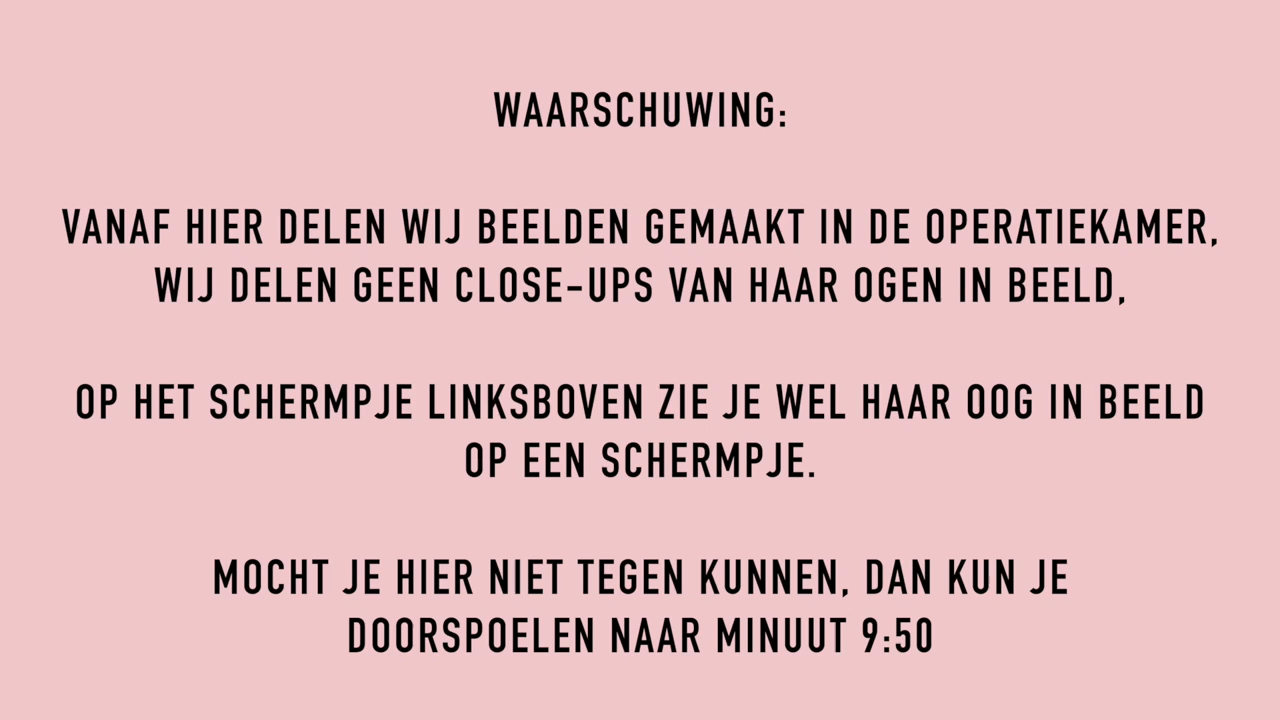 WAARSCHUWING:
VANAF HIER DELEN WIJ BEELDEN GEMAAKT IN DE OPERATIEKAMER,
WIJ DELEN GEEN CLOSE-UPS VAN HAAR OGEN IN BEELD,
OP HET SCHERMPJE LINKSBOVEN ZIE JE WEL HAAR OOG IN BEELD
OP EEN SCHERMPJE.
MOCHT JE HIER NIET TEGEN KUNNEN, DAN KUN JE
DOORSPOELEN NAAR MINUUT 9:50